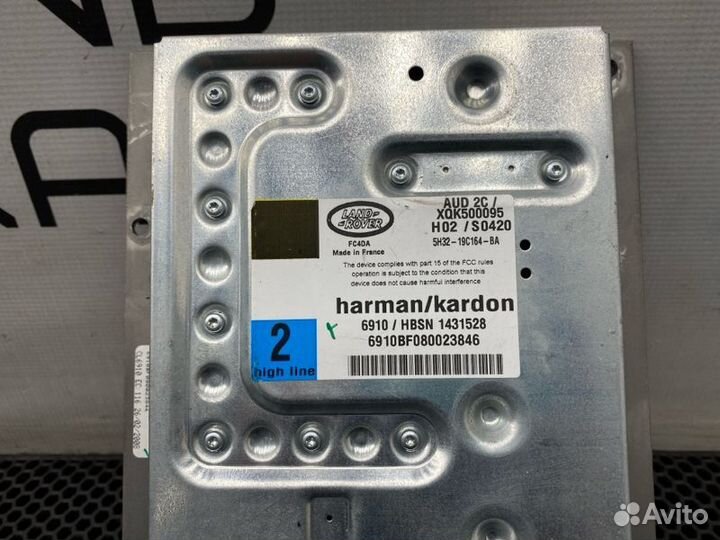 AUD 2C /
XQK500095
H02 / S0420
5H32-19C164-BA
LAND-
ROVER
FC4DA
Made in France
The device complies with part 15 of the FCC rules
operation is subject to the condition that this
device does not cause harmful interference
harman/kardon
6910 / HBSN 1431528
6910BF080023846
2
high line
Avito